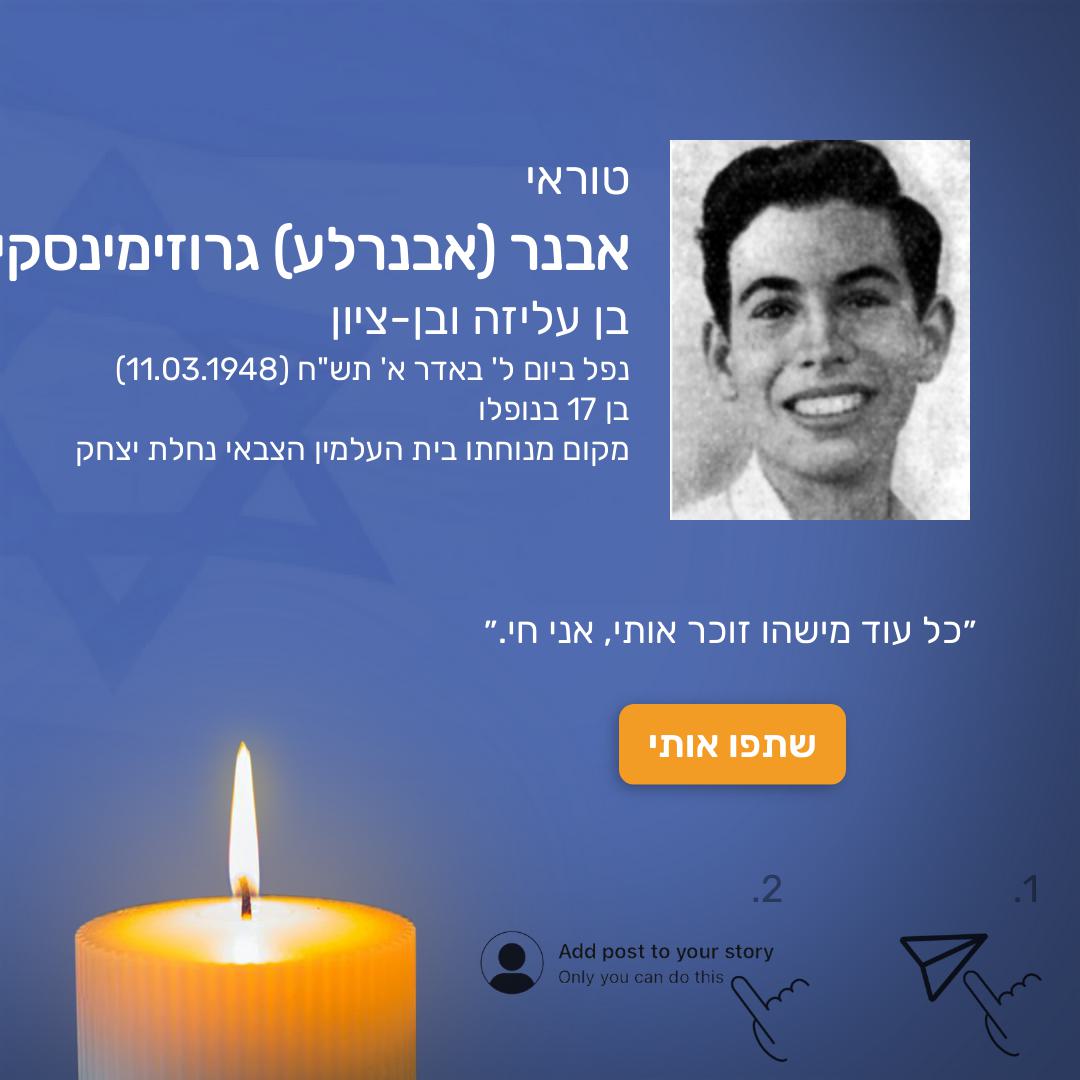 טוראי
אבנר (אבנרלע) גרוזימינסקי
בן עליזה ובן-ציון
נפל ביום ל' באדר א' תש"ח (11.03.1948)
בן 17 בנופלו
מקום מנוחתו בית העלמין הצבאי נחלת יצחק
״כל עוד מישהו זוכר אותי, אני חי.״
שתפו אותי
1.
2.
Add post to your story
Only you can do this